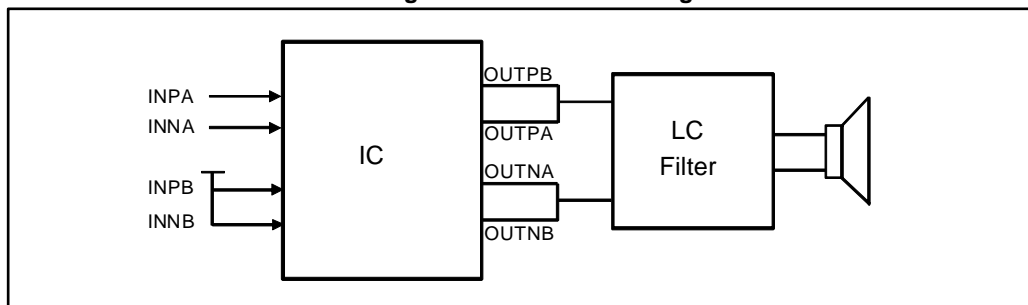 INPA
INNA
INPB
INNB
IC
OUTPB
OUTPA
OUTNA
OUTNB
LC
Filter